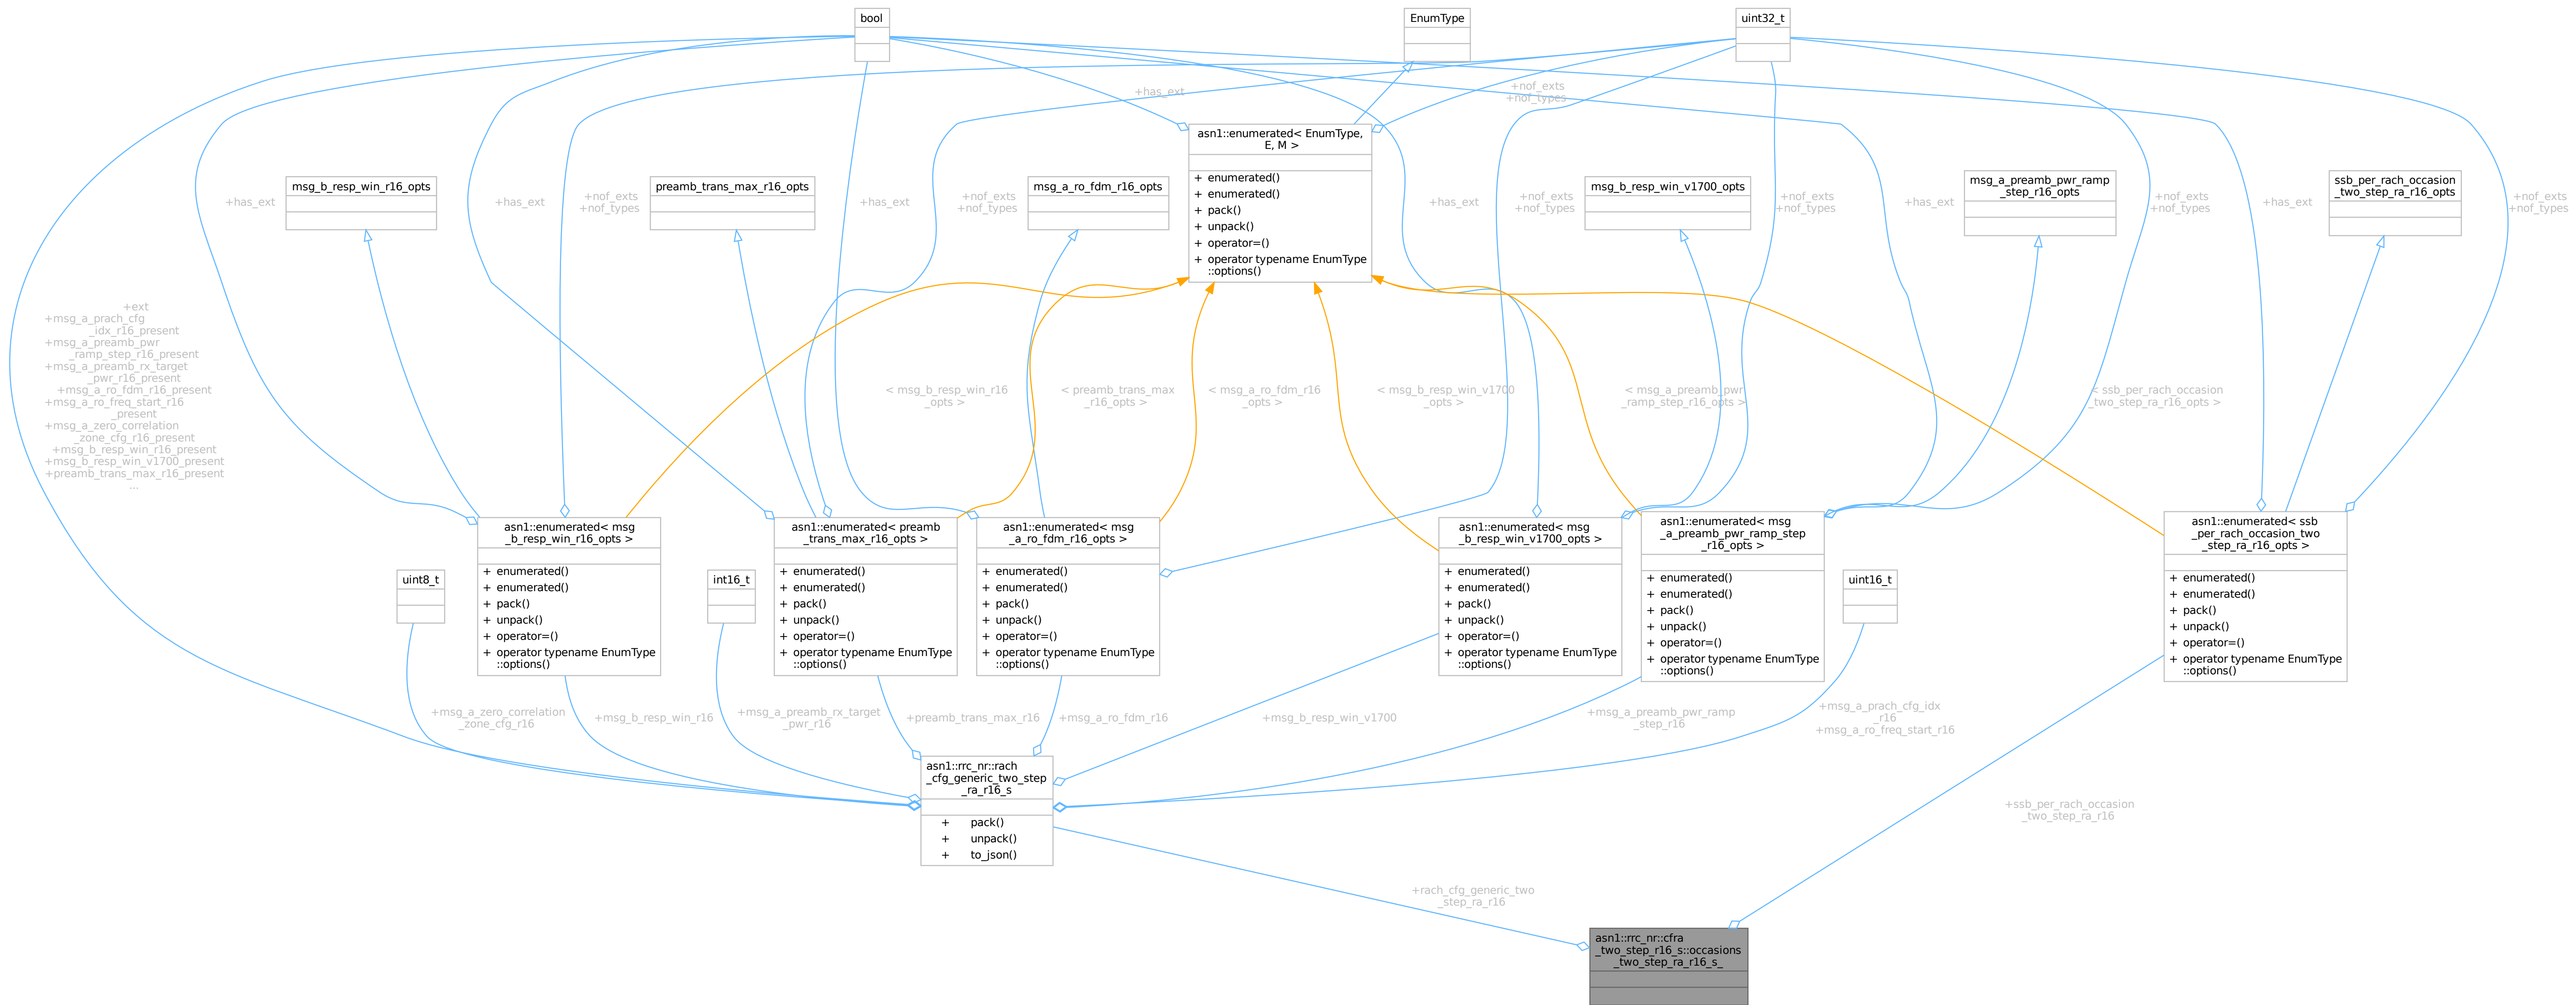 bool
EnumType
uint32_t
+has_ext
+nof_exts
+nof_types
asn1::enumerated< EnumType,
E, M >
+ enumerated()
+ enumerated()
+ pack()
+ unpack()
+ operator=()
+ operator typename EnumType
::options()
msg_b_resp_win_r16_opts
preamb_trans_max_r16_opts
msg_a_ro_fdm_r16_opts
msg_b_resp_win_v1700_opts
msg_a_preamb_pwr_ramp
_step_r16_opts
ssb_per_rach_occasion
_two_step_ra_r16_opts
+has_ext
+nof_exts
+nof_types
+has_ext
+nof_exts
+nof_types
+has_ext
+has_ext
+nof_exts
+nof_types
+nof_exts
+nof_types
+has_ext
+nof_exts
+nof_types
+has_ext
+nof_exts
+nof_types
+ext
+msg_a_prach_cfg
_idx_r16_present
+msg_a_preamb_pwr
_ramp_step_r16_present
+msg_a_preamb_rx_target
_pwr_r16_present
+msg_a_ro_fdm_r16_present
+msg_a_ro_freq_start_r16
_present
+msg_a_zero_correlation
_zone_cfg_r16_present
+msg_b_resp_win_r16_present
+msg_b_resp_win_v1700_present
+preamb_trans_max_r16_present
...
< msg_b_resp_win_r16
_opts >
< preamb_trans_max
_r16_opts >
< msg_a_ro_fdm_r16
_opts >
< msg_b_resp_win_v1700
_opts >
< msg_a_preamb_pwr
_ramp_step_r16_opts >
< ssb_per_rach_occasion
_two_step_ra_r16_opts >
uint8_t
asn1::enumerated< msg
_b_resp_win_r16_opts >
+ enumerated()
+ enumerated()
+ pack()
+ unpack()
+ operator=()
+ operator typename EnumType
::options()
int16_t
asn1::enumerated< preamb
_trans_max_r16_opts >
+ enumerated()
+ enumerated()
+ pack()
+ unpack()
+ operator=()
+ operator typename EnumType
::options()
asn1::enumerated< msg
_a_ro_fdm_r16_opts >
+ enumerated()
+ enumerated()
+ pack()
+ unpack()
+ operator=()
+ operator typename EnumType
::options()
asn1::enumerated< msg
_b_resp_win_v1700_opts >
+ enumerated()
+ enumerated()
+ pack()
+ unpack()
+ operator=()
+ operator typename EnumType
::options()
asn1::enumerated< msg
_a_preamb_pwr_ramp_step
_r16_opts >
+ enumerated()
+ enumerated()
+ pack()
+ unpack()
+ operator=()
+ operator typename EnumType
::options()
uint16_t
asn1::enumerated< ssb
_per_rach_occasion_two
_step_ra_r16_opts >
+ enumerated()
+ enumerated()
+ pack()
+ unpack()
+ operator=()
+ operator typename EnumType
::options()
+msg_a_zero_correlation
_zone_cfg_r16
+msg_b_resp_win_r16
+msg_a_preamb_rx_target
_pwr_r16
+preamb_trans_max_r16
+msg_a_ro_fdm_r16
+msg_b_resp_win_v1700
+msg_a_preamb_pwr_ramp
_step_r16
+msg_a_prach_cfg_idx
_r16
+msg_a_ro_freq_start_r16
asn1::rrc_nr::rach
_cfg_generic_two_step
_ra_r16_s
+ pack()
+ unpack()
+ to_json()
+ssb_per_rach_occasion
_two_step_ra_r16
+rach_cfg_generic_two
_step_ra_r16
asn1::rrc_nr::cfra
_two_step_r16_s::occasions
_two_step_ra_r16_s_